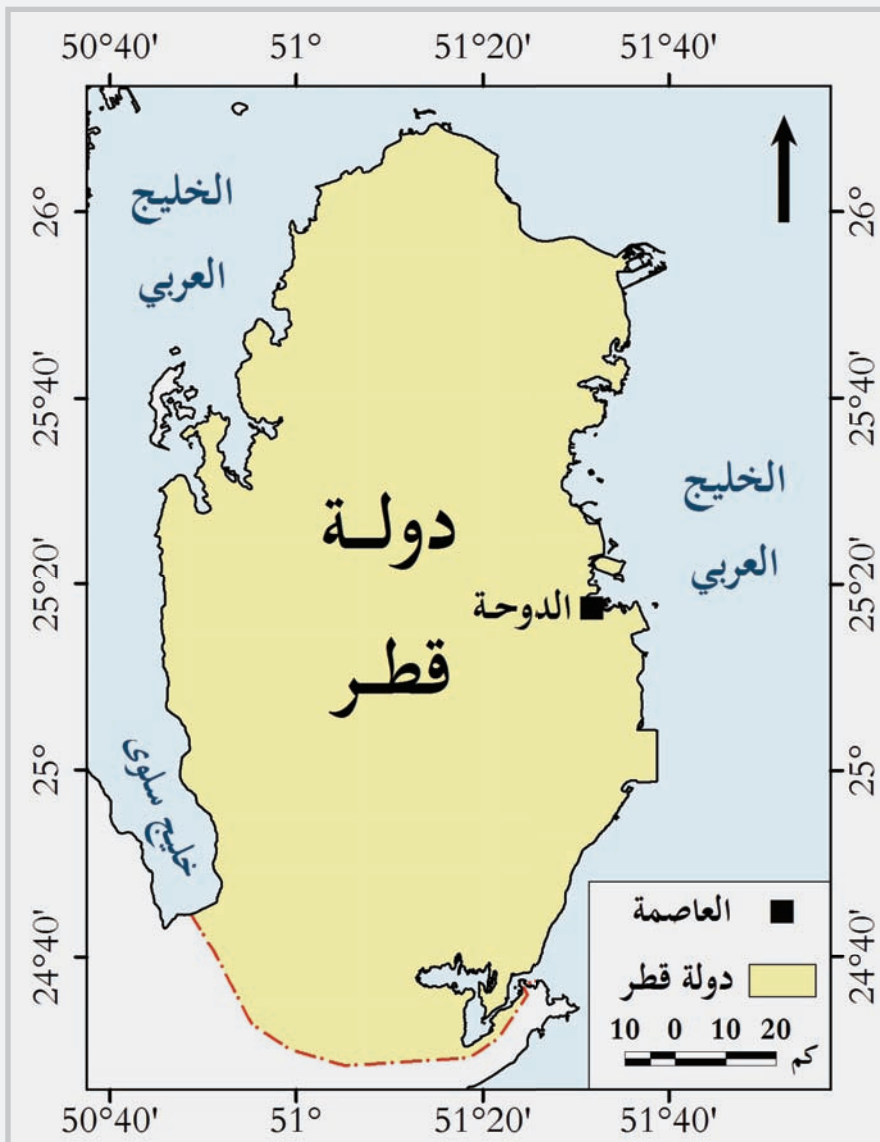 50°40' 51° 51°20' 51°40'
الخليج
العربي
26°
26°
25°40'
25°40'
الخليج
العربي
دولـة
قطـر
الدوحة
25°20'
25°20'
25°
25°
خليج سلوى
24°40'
24°40'
العاصمة
دولة قطر
10 0 10 20
كم
50°40' 51° 51°20' 51°40'